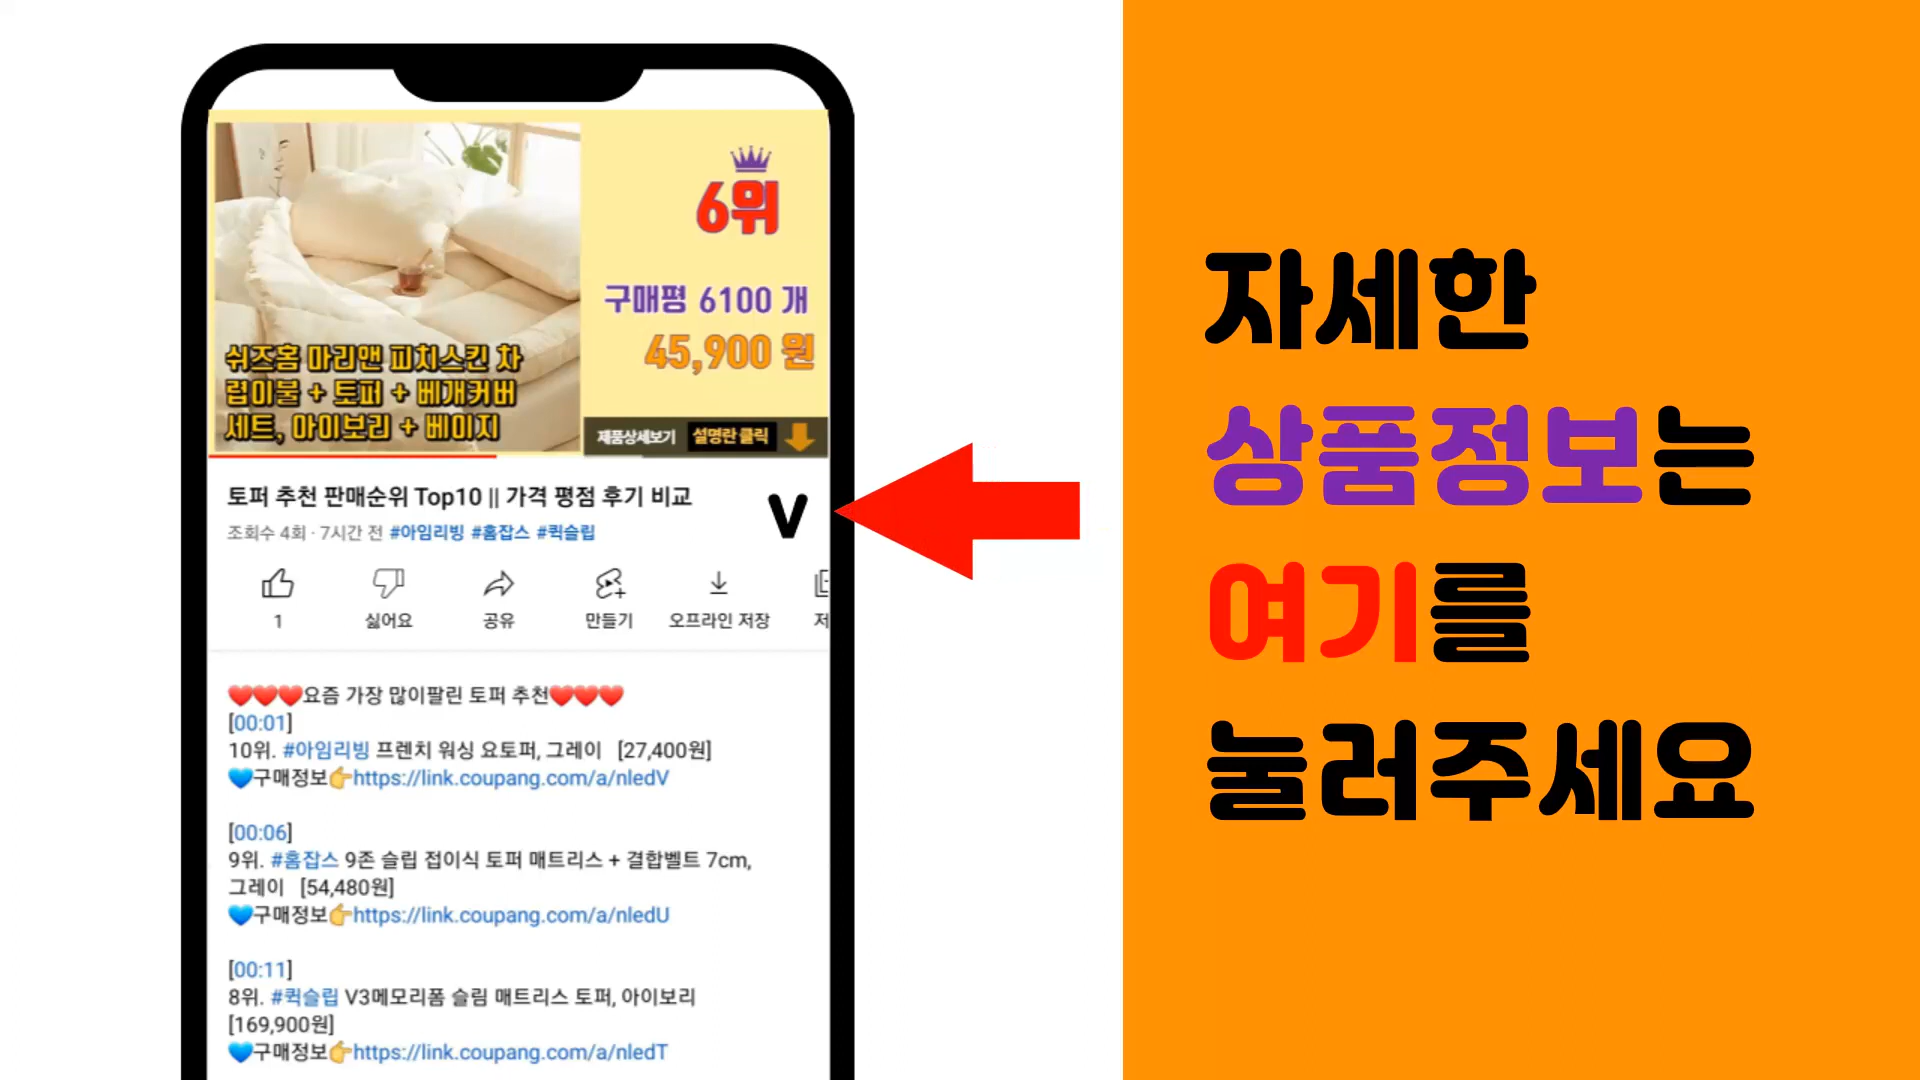 6위
구매평 6100 개
45,900 원
쉬즈홈 마리앤 피치스킨 차
렵이불 + 토퍼 + 베개커버
세트, 아이보리 + 베이지
제품상세보기 설명란 클릭
토퍼 추천 판매순위 Top10 || 가격 평점 후기 비교
V
조회수 4회 · 7시간 전 #아임리빙 #홈잡스 #퀵슬립
1 싫어요 공유 만들기 오프라인 저장 저
❤❤❤요즘 가장 많이팔린 토퍼 추천❤❤❤
[00:01]
10위. #아임리빙 프렌치 워싱 요토퍼, 그레이 [27,400원]
💙구매정보👉https://link.coupang.com/a/nledV
[00:06]
9위. #홈잡스 9존 슬립 접이식 토퍼 매트리스 + 결합벨트 7cm,
그레이 [54,480원]
💙구매정보👉https://link.coupang.com/a/nledU
[00:11]
8위. #퀵슬립 V3메모리폼 슬림 매트리스 토퍼, 아이보리
[169,900원]
💙구매정보👉https://link.coupang.com/a/nledT
자세한
상품정보는
여기를
눌러주세요